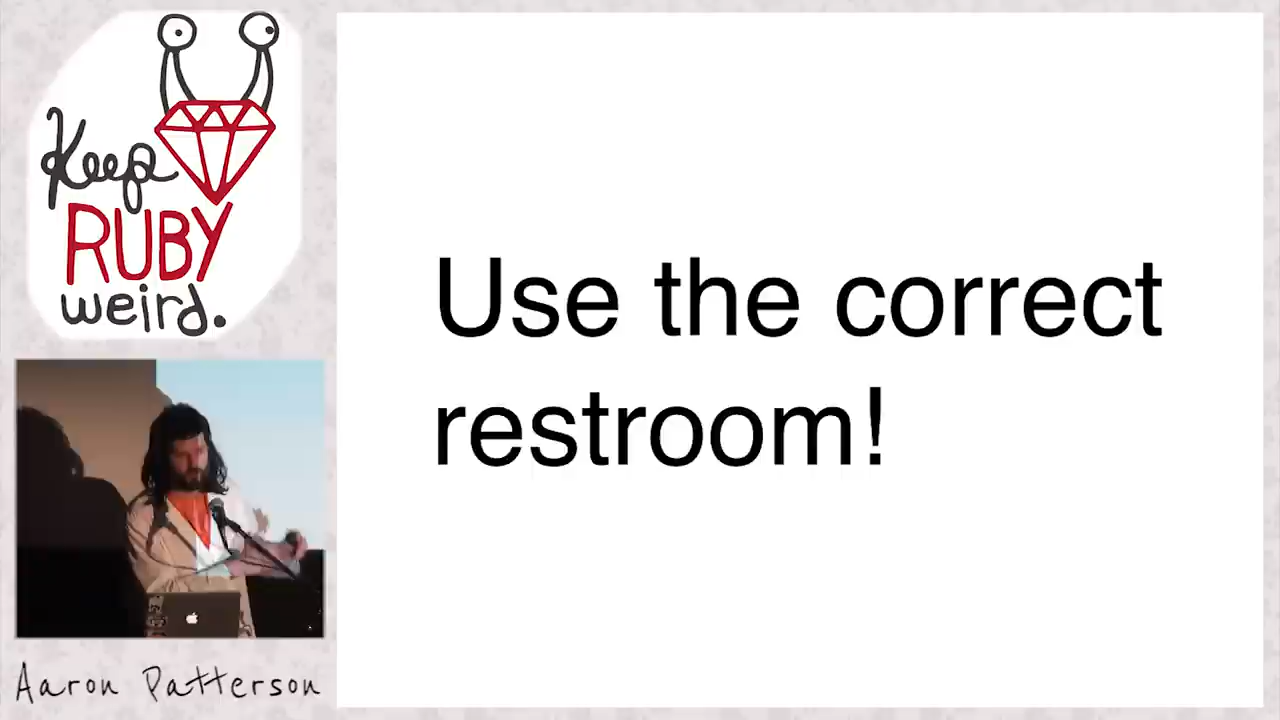 Keep
RUBY
weird.
Use the correct
restroom!
Aaron Patterson